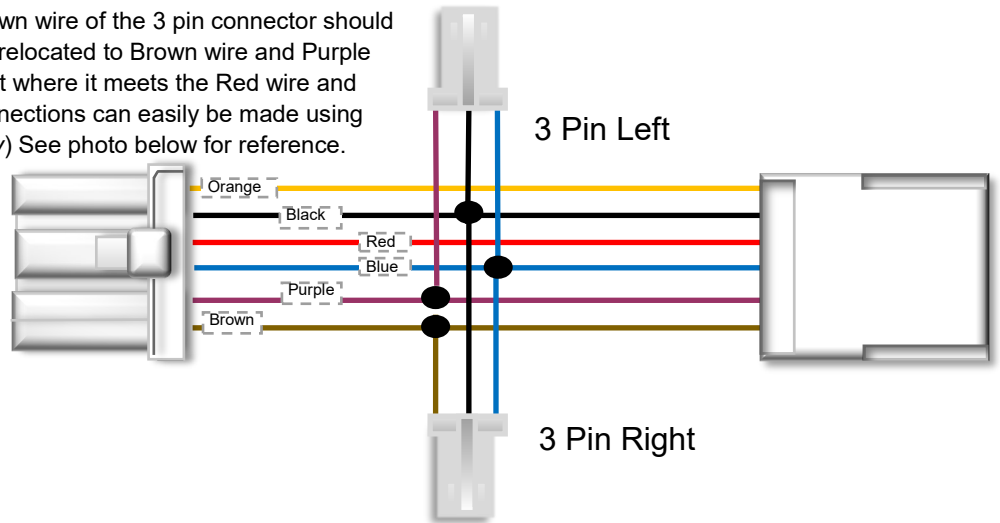 wn wire of the 3 pin connector should
relocated to Brown wire and Purple
t where it meets the Red wire and
nections can easily be made using
) See photo below for reference.
3 Pin Left
Orange
Black
Red
Blue
Purple
Brown
3 Pin Right